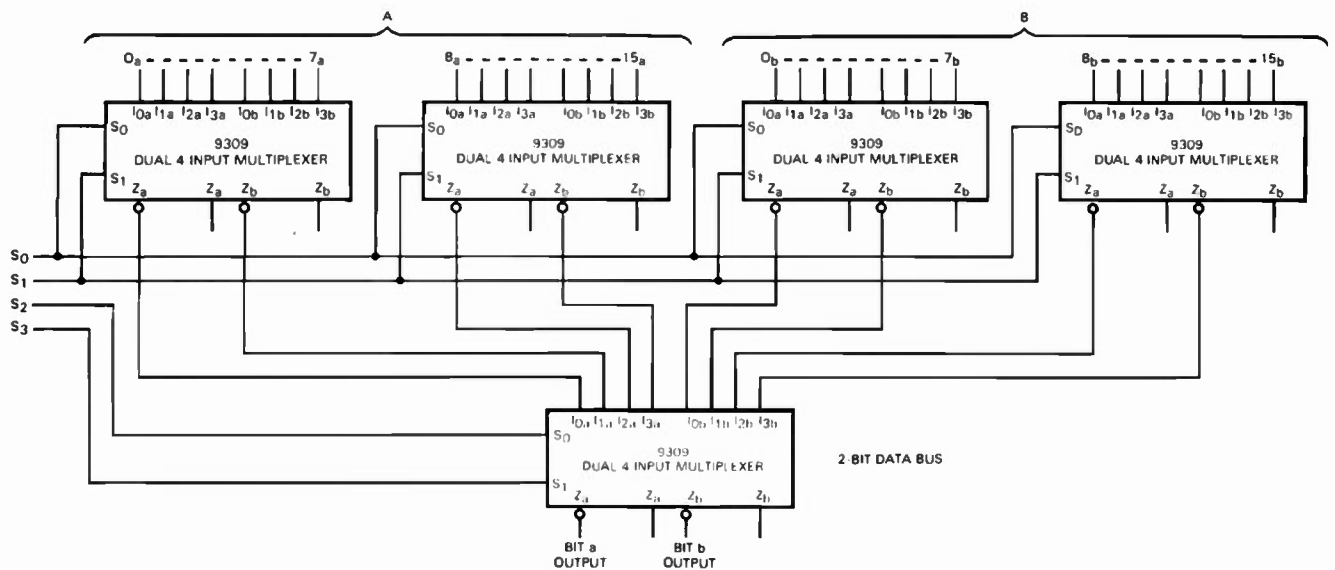 A B
0a 7a 8a 15a 0b 7b 8b 15b
I0a I1a I2a I3a I0b I1b I2b I3b I0a I1a I2a I3a I0b I1b I2b I3b I0a I1a I2a I3a I0b I1b I2b I3b I0a I1a I2a I3a I0b I1b I2b I3b
S0 S0 S0 S0
9309 9309 9309 9309
DUAL 4 INPUT MULTIPLEXER DUAL 4 INPUT MULTIPLEXER DUAL 4 INPUT MULTIPLEXER DUAL 4 INPUT MULTIPLEXER
S1 S1 S1 S1
Za Za Zb Zb Za Za Zb Zb Za Za Zb Zb Za Za Zb Zb
S0
S1
S2
S3
I0a I1a I2a I3a I0b I1b I2b I3b
S0
9309
DUAL 4 INPUT MULTIPLEXER
2-BIT DATA BUS
S1
Za Za Zb Zb
BIT a BIT b
OUTPUT OUTPUT